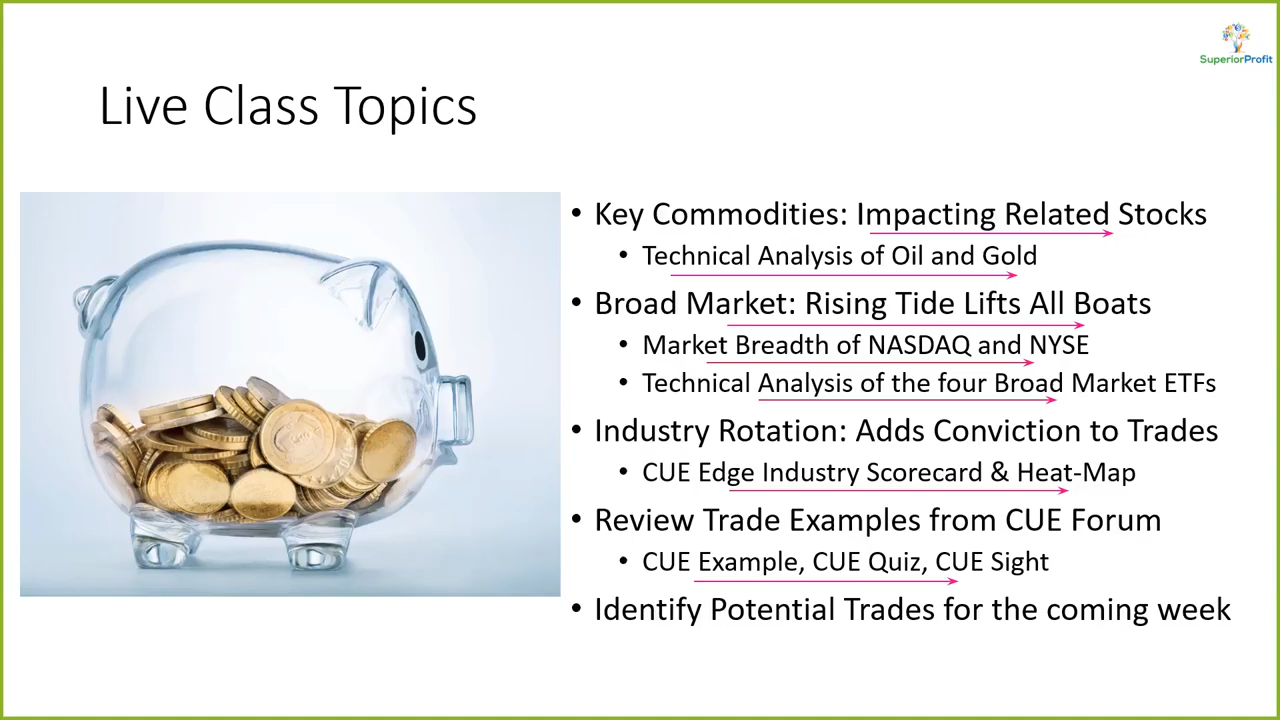 SuperiorProfit
Live Class Topics
• Key Commodities: Impacting Related Stocks
• Technical Analysis of Oil and Gold
• Broad Market: Rising Tide Lifts All Boats
• Market Breadth of NASDAQ and NYSE
• Technical Analysis of the four Broad Market ETFs
• Industry Rotation: Adds Conviction to Trades
• CUE Edge Industry Scorecard & Heat-Map
• Review Trade Examples from CUE Forum
• CUE Example, CUE Quiz, CUE Sight
• Identify Potential Trades for the coming week